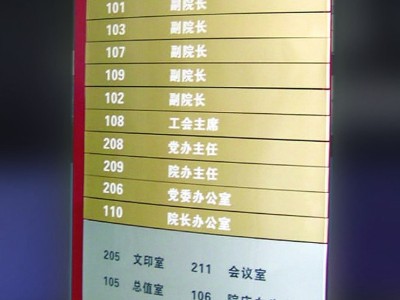 101 副院长
103 副院长
107 副院长
109 副院长
102 副院长
108 工会主席
208 党办主任
209 院办主任
206 党委办公室
110 院长办公室
205 文印室 211 会议室
105 总值室 106